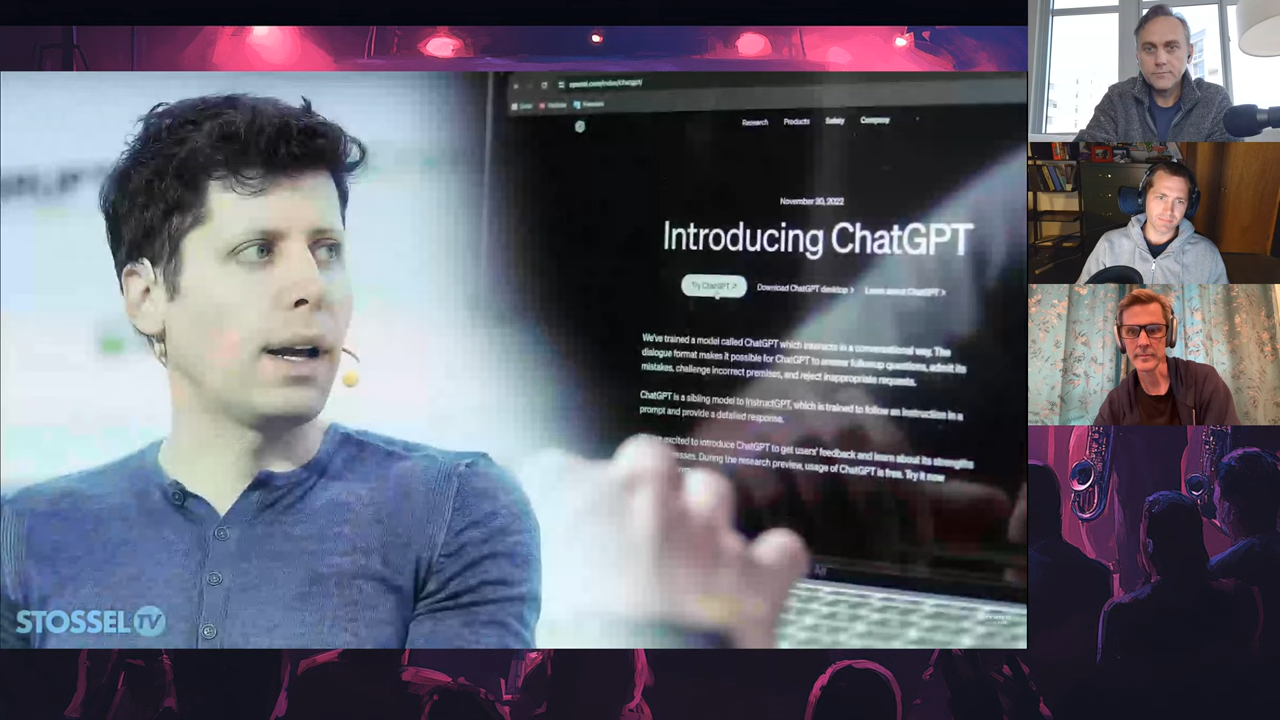 openai.com/index/chatgpt/
Research Products Safety Company
November 30, 2022
Introducing ChatGPT
Try ChatGPT ↗ Download ChatGPT desktop > Learn about ChatGPT >
We've trained a model called ChatGPT which interacts in a conversational way. The
dialogue format makes it possible for ChatGPT to answer followup questions, admit its
mistakes, challenge incorrect premises, and reject inappropriate requests.
ChatGPT is a sibling model to InstructGPT, which is trained to follow an instruction in a
prompt and provide a detailed response.
excited to introduce ChatGPT to get users' feedback and learn about its strengths
During the research preview, usage of ChatGPT is free. Try it now
STOSSEL TV